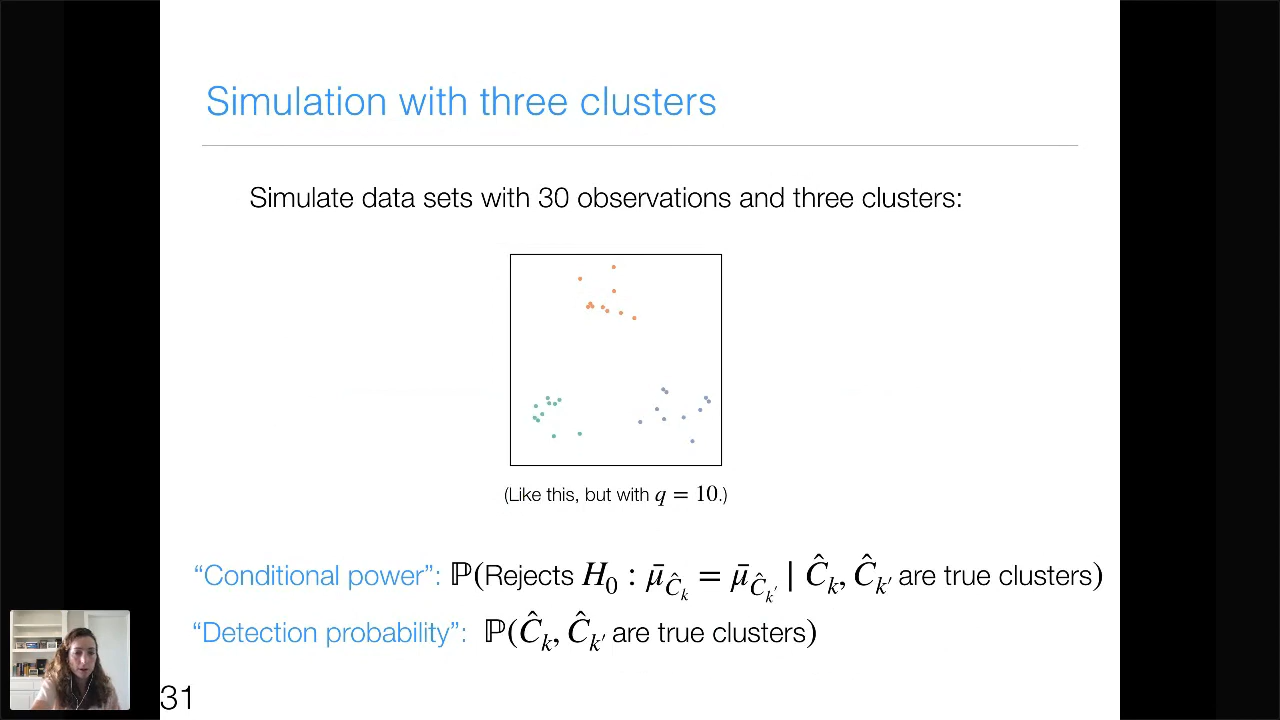 Simulation with three clusters
Simulate data sets with 30 observations and three clusters:
(Like this, but with q = 10.)
“Conditional power”: ℙ(Rejects H₀ : μ̄_Ĉₖ = μ̄_Ĉₖ′ | Ĉₖ, Ĉₖ′ are true clusters)
“Detection probability”: ℙ(Ĉₖ, Ĉₖ′ are true clusters)
31